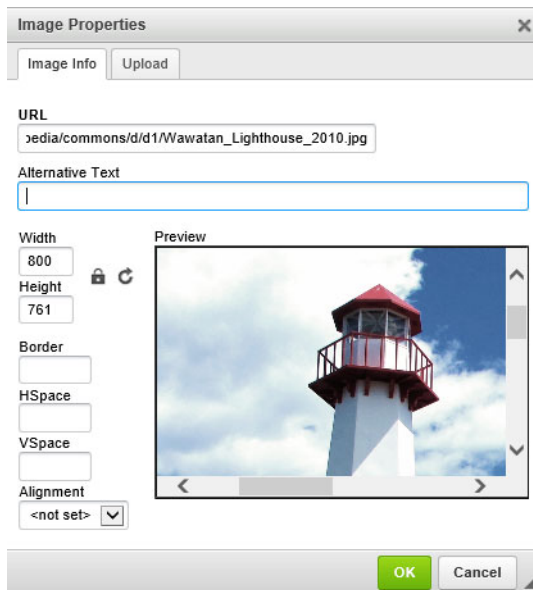 Image Properties
Image Info Upload
URL
pedia/commons/d/d1/Wawatan_Lighthouse_2010.jpg
Alternative Text
Width
800
Height
761
Border
HSpace
VSpace
Alignment
<not set>
Preview
OK Cancel